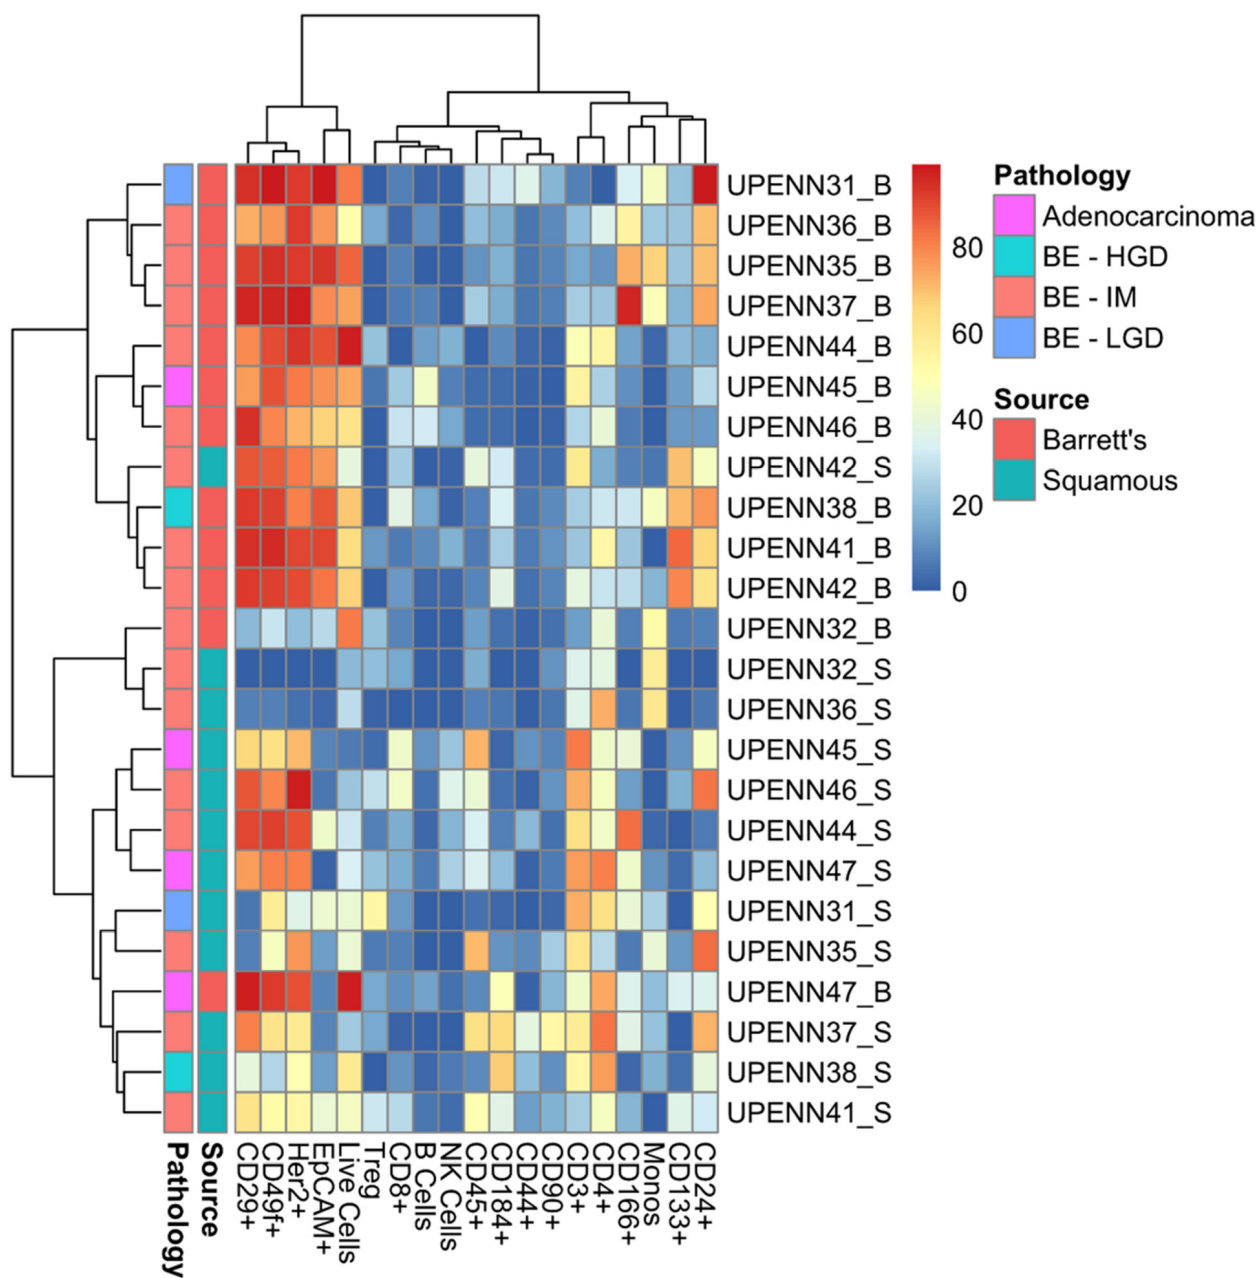 UPENN31_B
UPENN36_B
UPENN35_B
UPENN37_B
UPENN44_B
UPENN45_B
UPENN46_B
UPENN42_S
UPENN38_B
UPENN41_B
UPENN42_B
UPENN32_B
UPENN32_S
UPENN36_S
UPENN45_S
UPENN46_S
UPENN44_S
UPENN47_S
UPENN31_S
UPENN35_S
UPENN47_B
UPENN37_S
UPENN38_S
UPENN41_S
80
60
40
20
0
Pathology
Adenocarcinoma
BE - HGD
BE - IM
BE - LGD
Source
Barrett's
Squamous
Pathology
Source
CD29+
CD49f+
Her2+
EpCAM+
Live Cells
Treg
CD8+
B Cells
NK Cells
CD45+
CD184+
CD44+
CD90+
CD3+
CD4+
CD166+
Monos
CD133+
CD24+